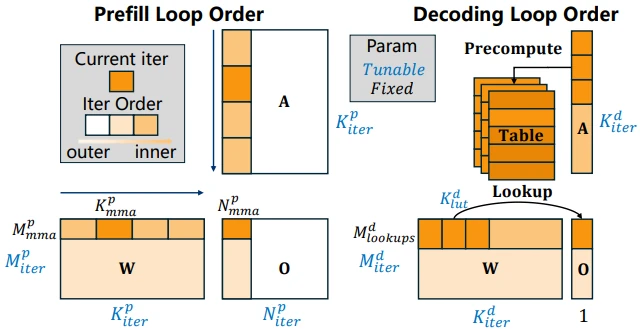 Prefill Loop Order
Current iter
Iter Order
outer inner
A
K^p_iter
K^p_mma
N^p_mma
M^p_mma
M^p_iter
W
O
K^p_iter
N^p_iter
Decoding Loop Order
Param
Tunable
Fixed
Precompute
Table
A
K^d_iter
Lookup
K^d_lut
M^d_lookups
M^d_iter
W
O
K^d_iter
1